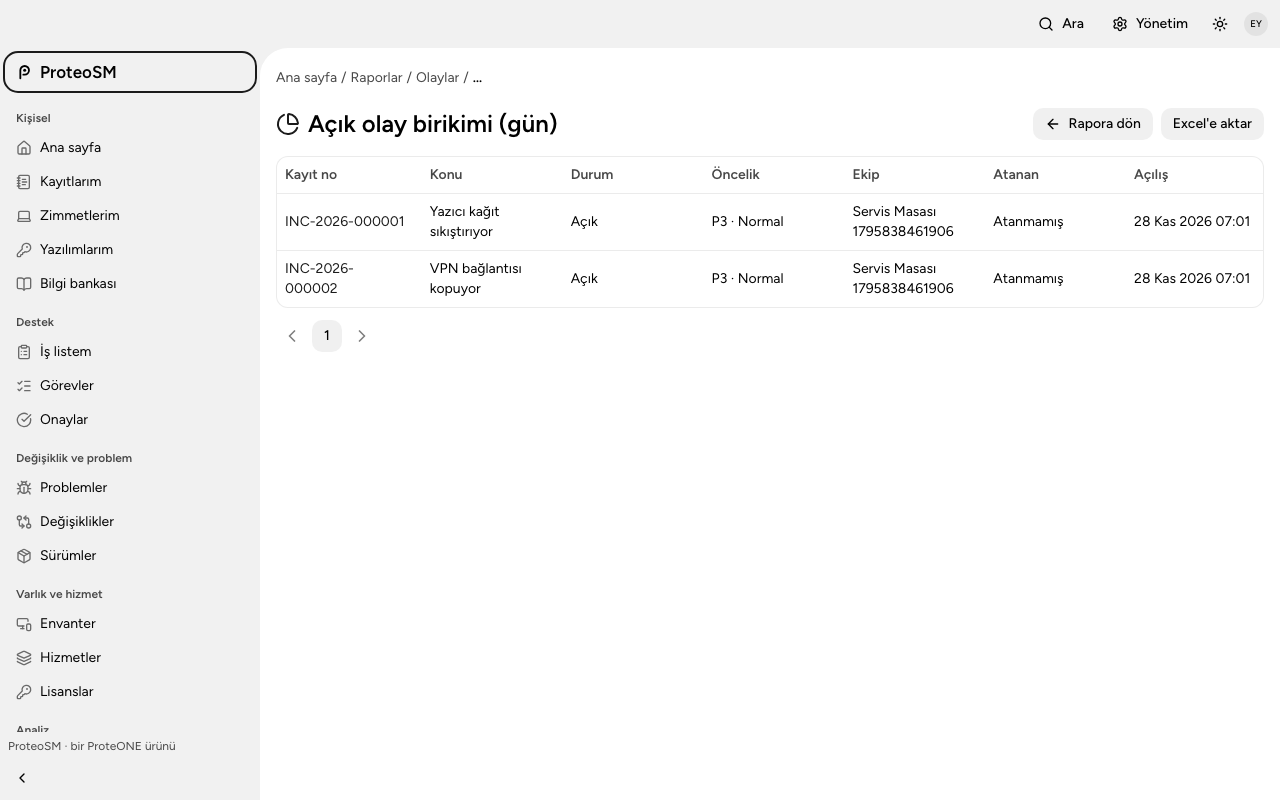 Ara
Yönetim
EY
ProteoSM
Kişisel
Ana sayfa
Kayıtlarım
Zimmetlerim
Yazılımlarım
Bilgi bankası
Destek
İş listem
Görevler
Onaylar
Değişiklik ve problem
Problemler
Değişiklikler
Sürümler
Varlık ve hizmet
Envanter
Hizmetler
Lisanslar
Analiz
ProteoSM · bir ProteONE ürünü
Ana sayfa / Raporlar / Olaylar / ...
Açık olay birikimi (gün)
Rapora dön
Excel'e aktar
Kayıt no Konu Durum Öncelik Ekip Atanan Açılış
INC-2026-000001 Yazıcı kağıt sıkıştırıyor Açık P3 · Normal Servis Masası 1795838461906 Atanmamış 28 Kas 2026 07:01
INC-2026-000002 VPN bağlantısı kopuyor Açık P3 · Normal Servis Masası 1795838461906 Atanmamış 28 Kas 2026 07:01
1